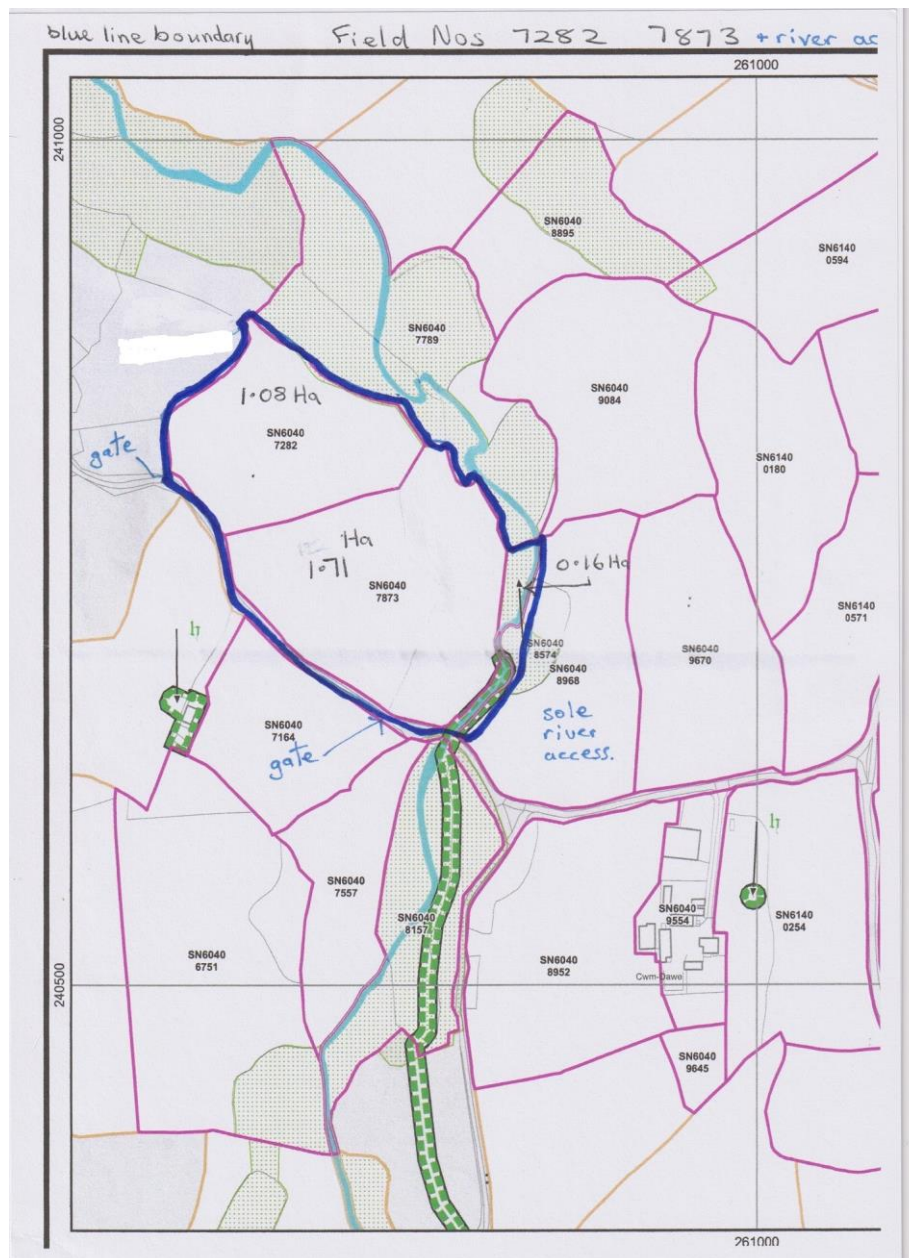 blue line boundary Field Nos 7282 7873 + river ac
261000
241000
SN6040
8895
SN6140
0594
SN6040
7789
1.08 Ha
SN6040
7282
SN6040
9084
gate
SN6140
0180
Ha
1.71
0.16 Ha
SN6040
7873
SN6140
0571
SN6040
8574
SN6040
8968
SN6040
9670
h
SN6040
7164
gate
sole
river
access.
h
SN6040
7557
SN6040
8157
SN6040
9554
SN6140
0254
SN6040
6751
SN6040
8952
Cwm-Dawe
240500
SN6040
9645
261000